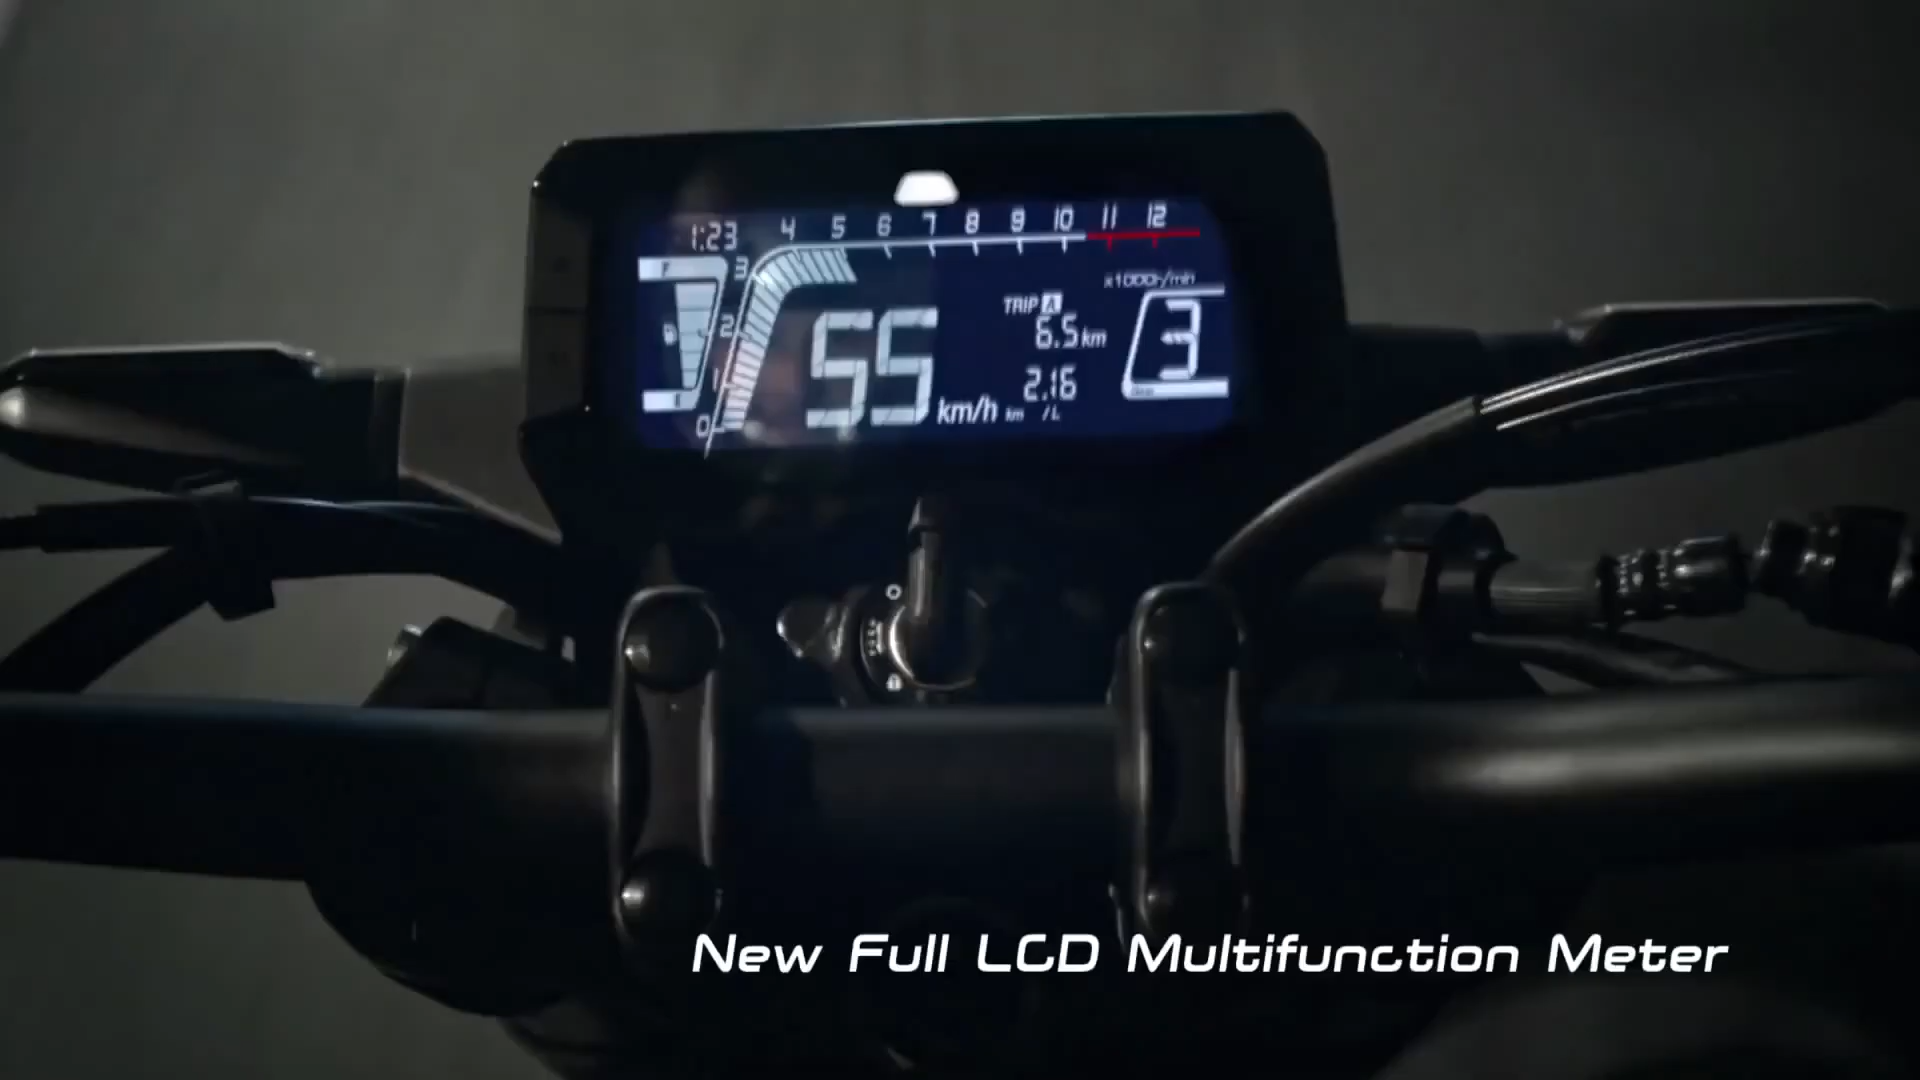 1:23 4 5 6 7 8 9 10 11 12
F 3 x1000r/min
TRIP A
2 6.5 km 3
55 km/h
1 2.16
E km /L
0
New Full LCD Multifunction Meter